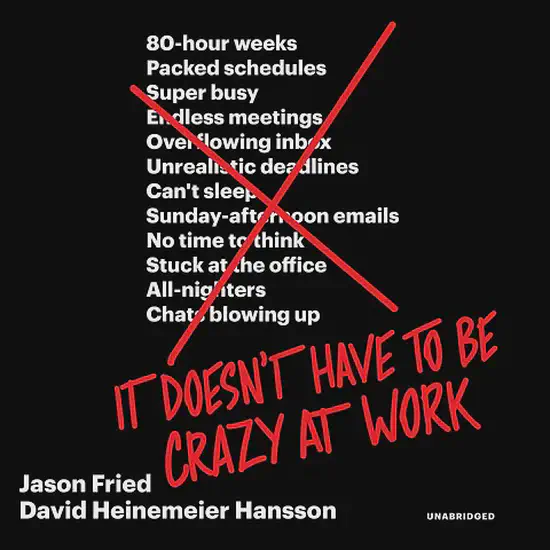 80-hour weeks
Packed schedules
Super busy
Endless meetings
Overflowing inbox
Unrealistic deadlines
Can't sleep
Sunday-afternoon emails
No time to think
Stuck at the office
All-nighters
Chats blowing up
IT DOESN'T HAVE TO BE
CRAZY AT WORK
Jason Fried
David Heinemeier Hansson
UNABRIDGED